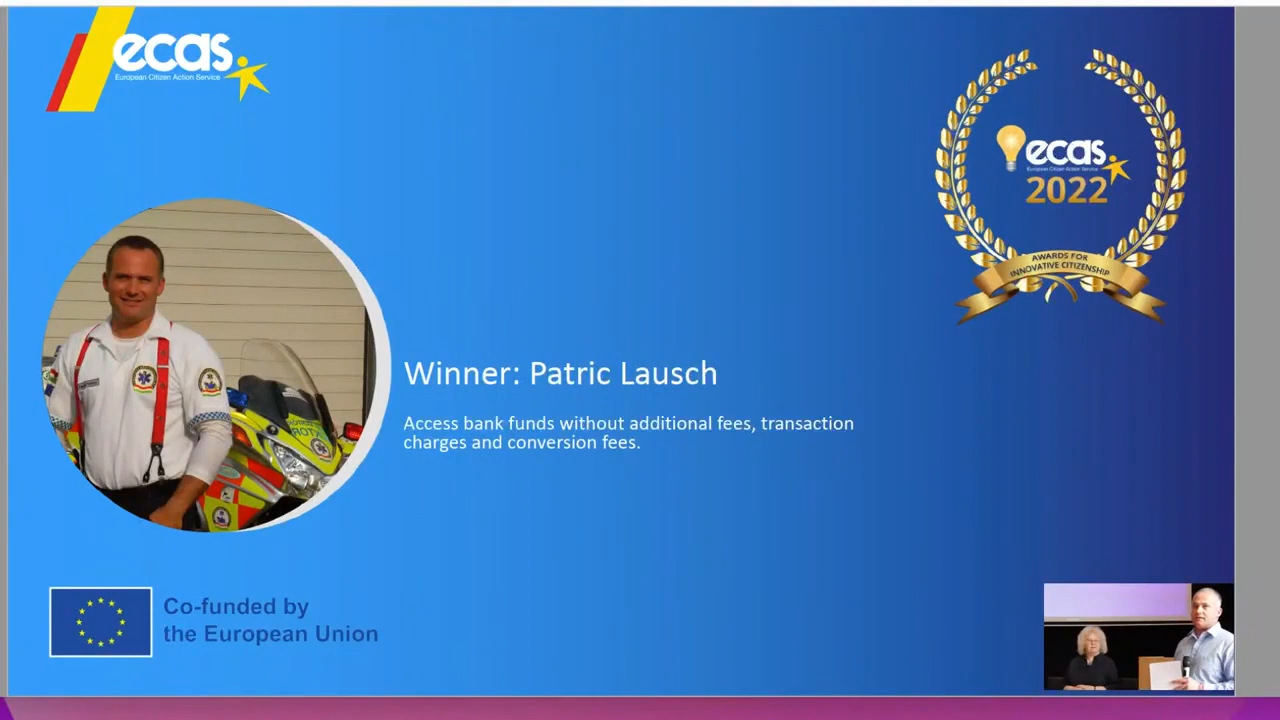 ecas
European Citizen Action Service
ecas
European Citizen Action Service
2022
AWARDS FOR
INNOVATIVE CITIZENSHIP
Winner: Patric Lausch
Access bank funds without additional fees, transaction
charges and conversion fees.
Co-funded by
the European Union